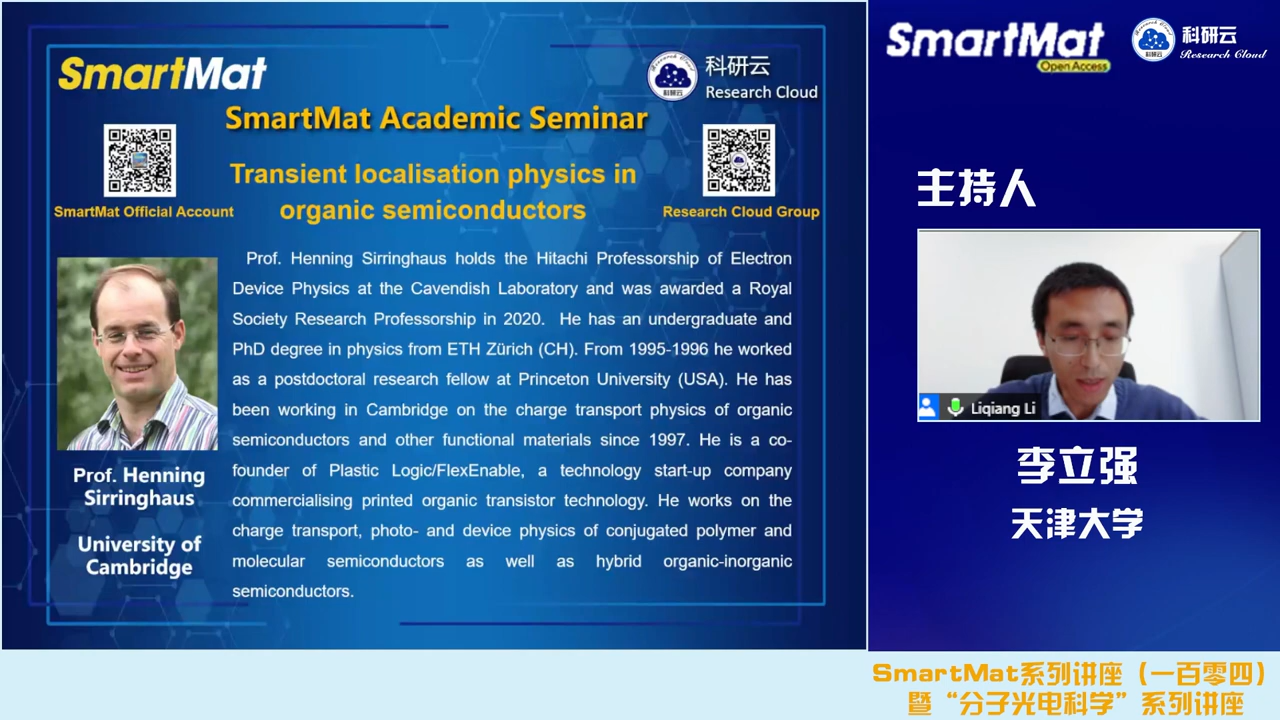 SmartMat
科研云
Research Cloud
SmartMat Academic Seminar
Transient localisation physics in
organic semiconductors
SmartMat Official Account
Research Cloud Group
Prof. Henning Sirringhaus holds the Hitachi Professorship of Electron
Device Physics at the Cavendish Laboratory and was awarded a Royal
Society Research Professorship in 2020. He has an undergraduate and
PhD degree in physics from ETH Zürich (CH). From 1995-1996 he worked
as a postdoctoral research fellow at Princeton University (USA). He has
been working in Cambridge on the charge transport physics of organic
semiconductors and other functional materials since 1997. He is a co-
founder of Plastic Logic/FlexEnable, a technology start-up company
commercialising printed organic transistor technology. He works on the
charge transport, photo- and device physics of conjugated polymer and
molecular semiconductors as well as hybrid organic-inorganic
semiconductors.
Prof. Henning
Sirringhaus
University of
Cambridge
SmartMat
Open Access
科研云
Research Cloud
主持人
Liqiang Li
李立强
天津大学
SmartMat系列讲座（一百零四）
暨“分子光电科学”系列讲座